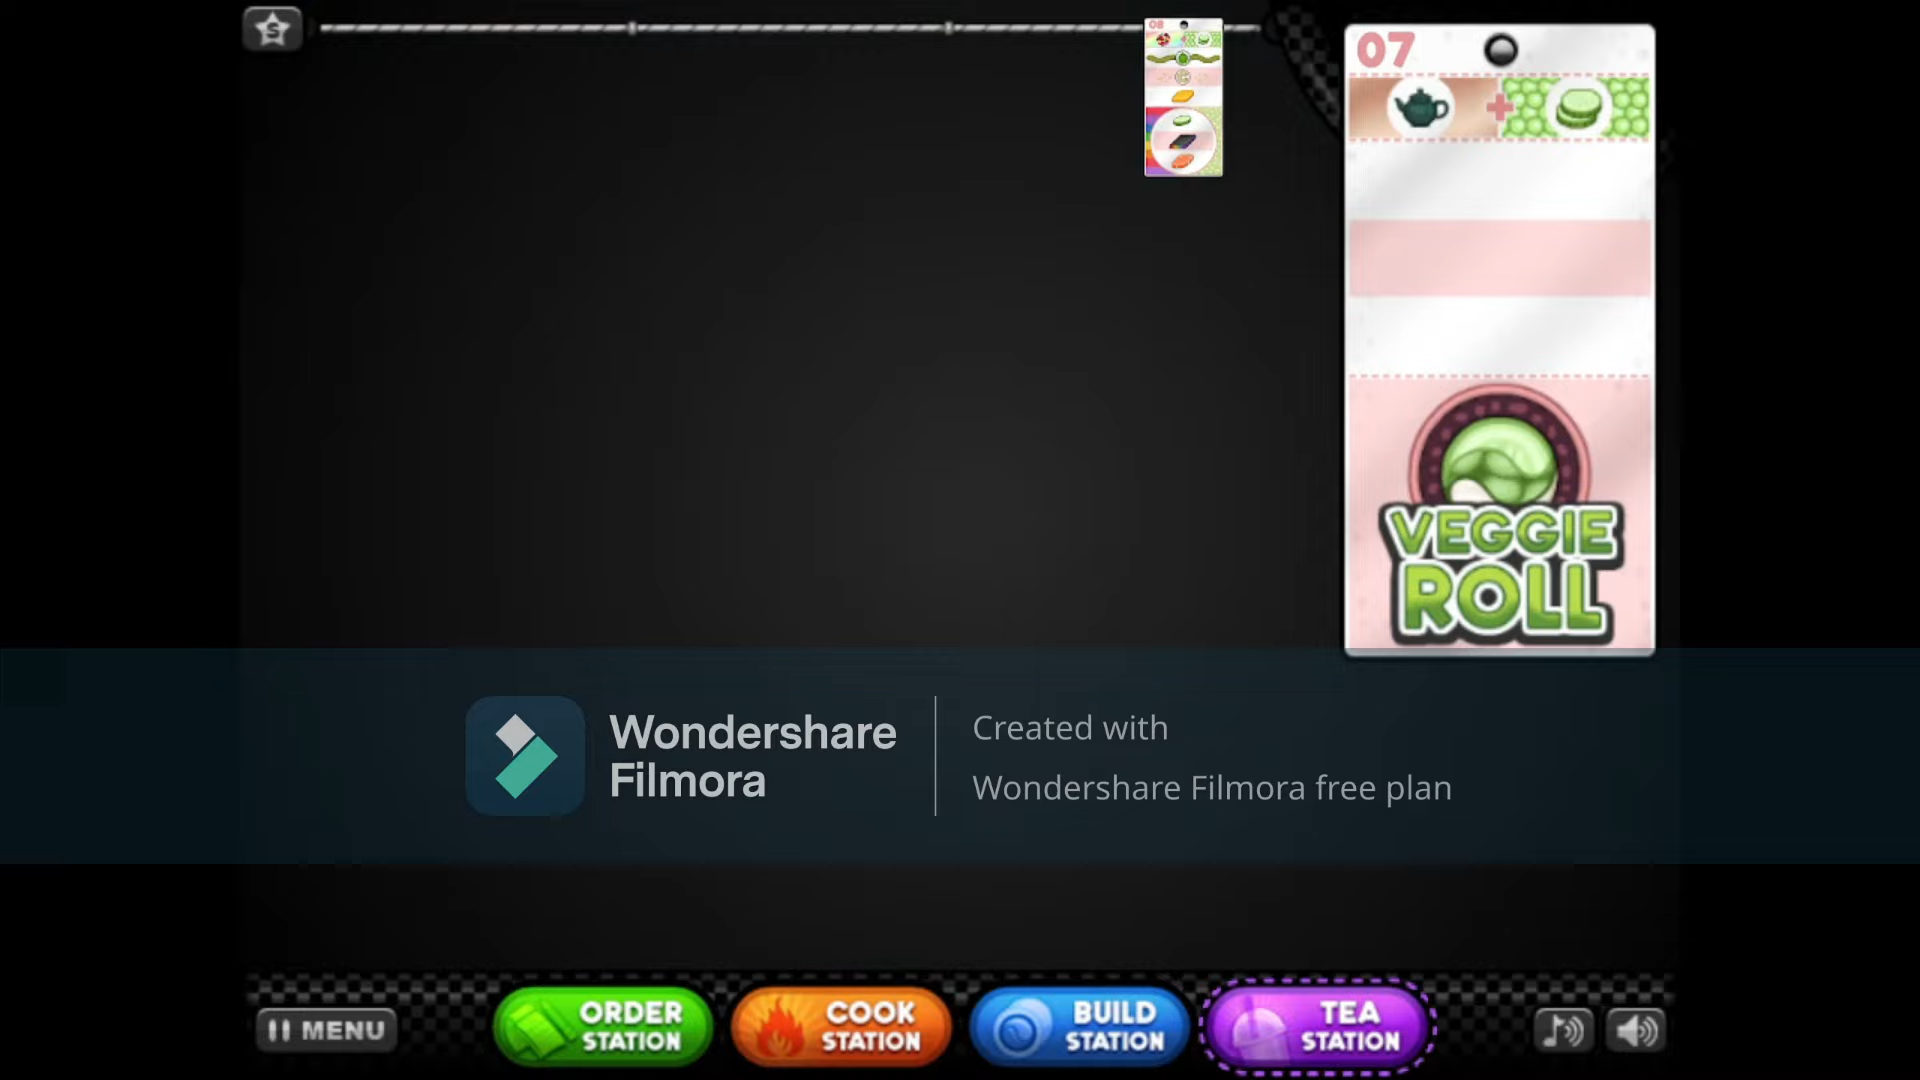 08
07
VEGGIE
ROLL
Wondershare
Filmora
Created with
Wondershare Filmora free plan
MENU
ORDER
STATION
COOK
STATION
BUILD
STATION
TEA
STATION